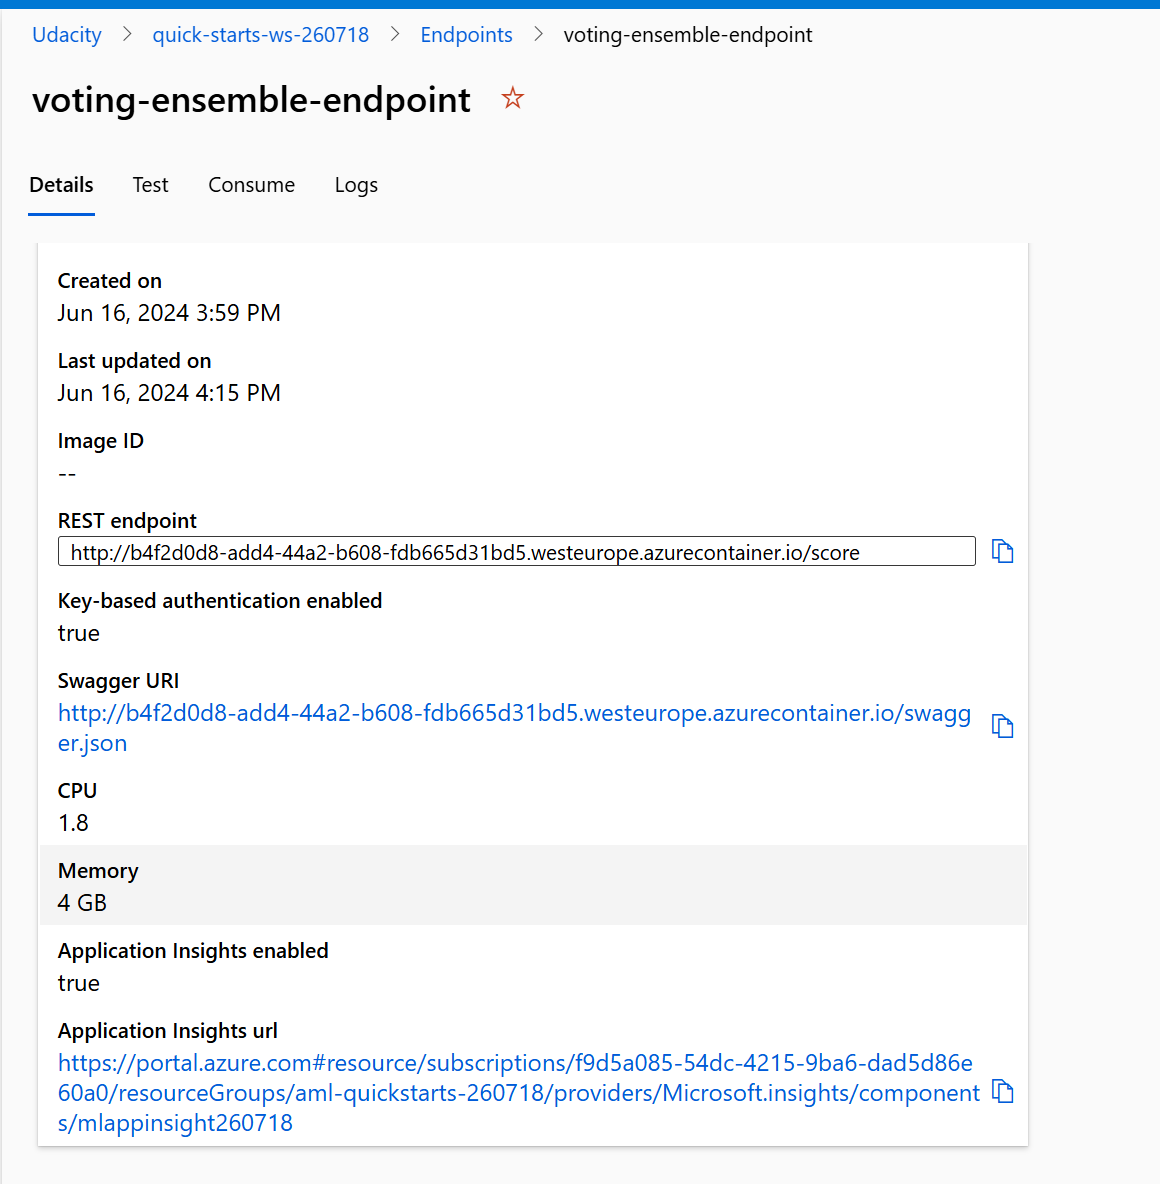 Udacity > quick-starts-ws-260718 > Endpoints > voting-ensemble-endpoint
voting-ensemble-endpoint
Details Test Consume Logs
Created on
Jun 16, 2024 3:59 PM
Last updated on
Jun 16, 2024 4:15 PM
Image ID
--
REST endpoint
http://b4f2d0d8-add4-44a2-b608-fdb665d31bd5.westeurope.azurecontainer.io/score
Key-based authentication enabled
true
Swagger URI
http://b4f2d0d8-add4-44a2-b608-fdb665d31bd5.westeurope.azurecontainer.io/swagg
er.json
CPU
1.8
Memory
4 GB
Application Insights enabled
true
Application Insights url
https://portal.azure.com#resource/subscriptions/f9d5a085-54dc-4215-9ba6-dad5d86e
60a0/resourceGroups/aml-quickstarts-260718/providers/Microsoft.insights/component
s/mlappinsight260718